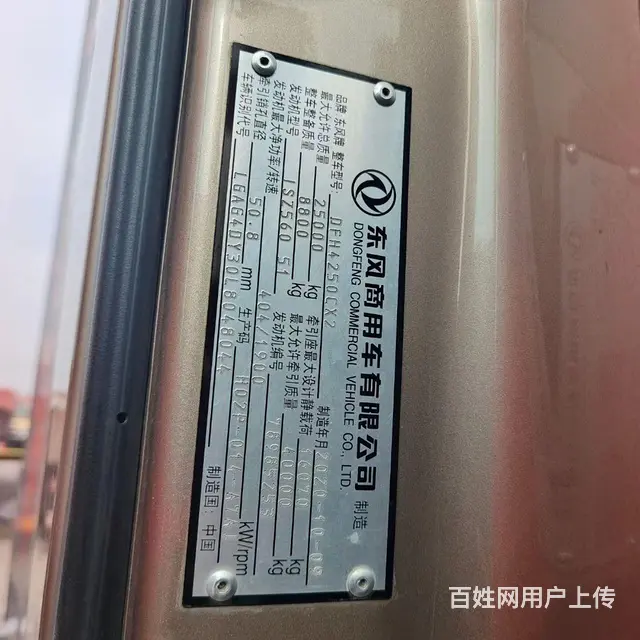 东风商用车有限公司 制造
DONGFENG COMMERCIAL VEHICLE CO., LTD.
品牌 东风牌 整车型号: DFH4250CX2 制造年月 2020-10-09
最大允许总质量 25000 kg 牵引座最大设计静载荷 16070 kg
整车整备质量 8800 kg 最大允许牵引质量 40000 kg
发动机型号 ISZ560 51 发动机编号
发动机最大净功率/转速 404/1900 kW/rpm
牵引销孔直径 50.8 mm 生产码
车辆识别代号 LGAG4DY30L8048044 制造国: 中国
百姓网用户上传